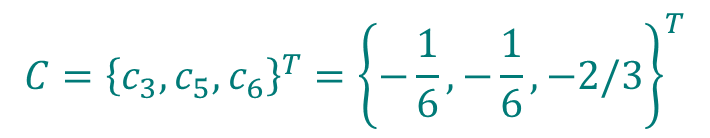 C = {c₃, c₅, c₆}ᵀ = {−1/6, −1/6, −2/3}ᵀ